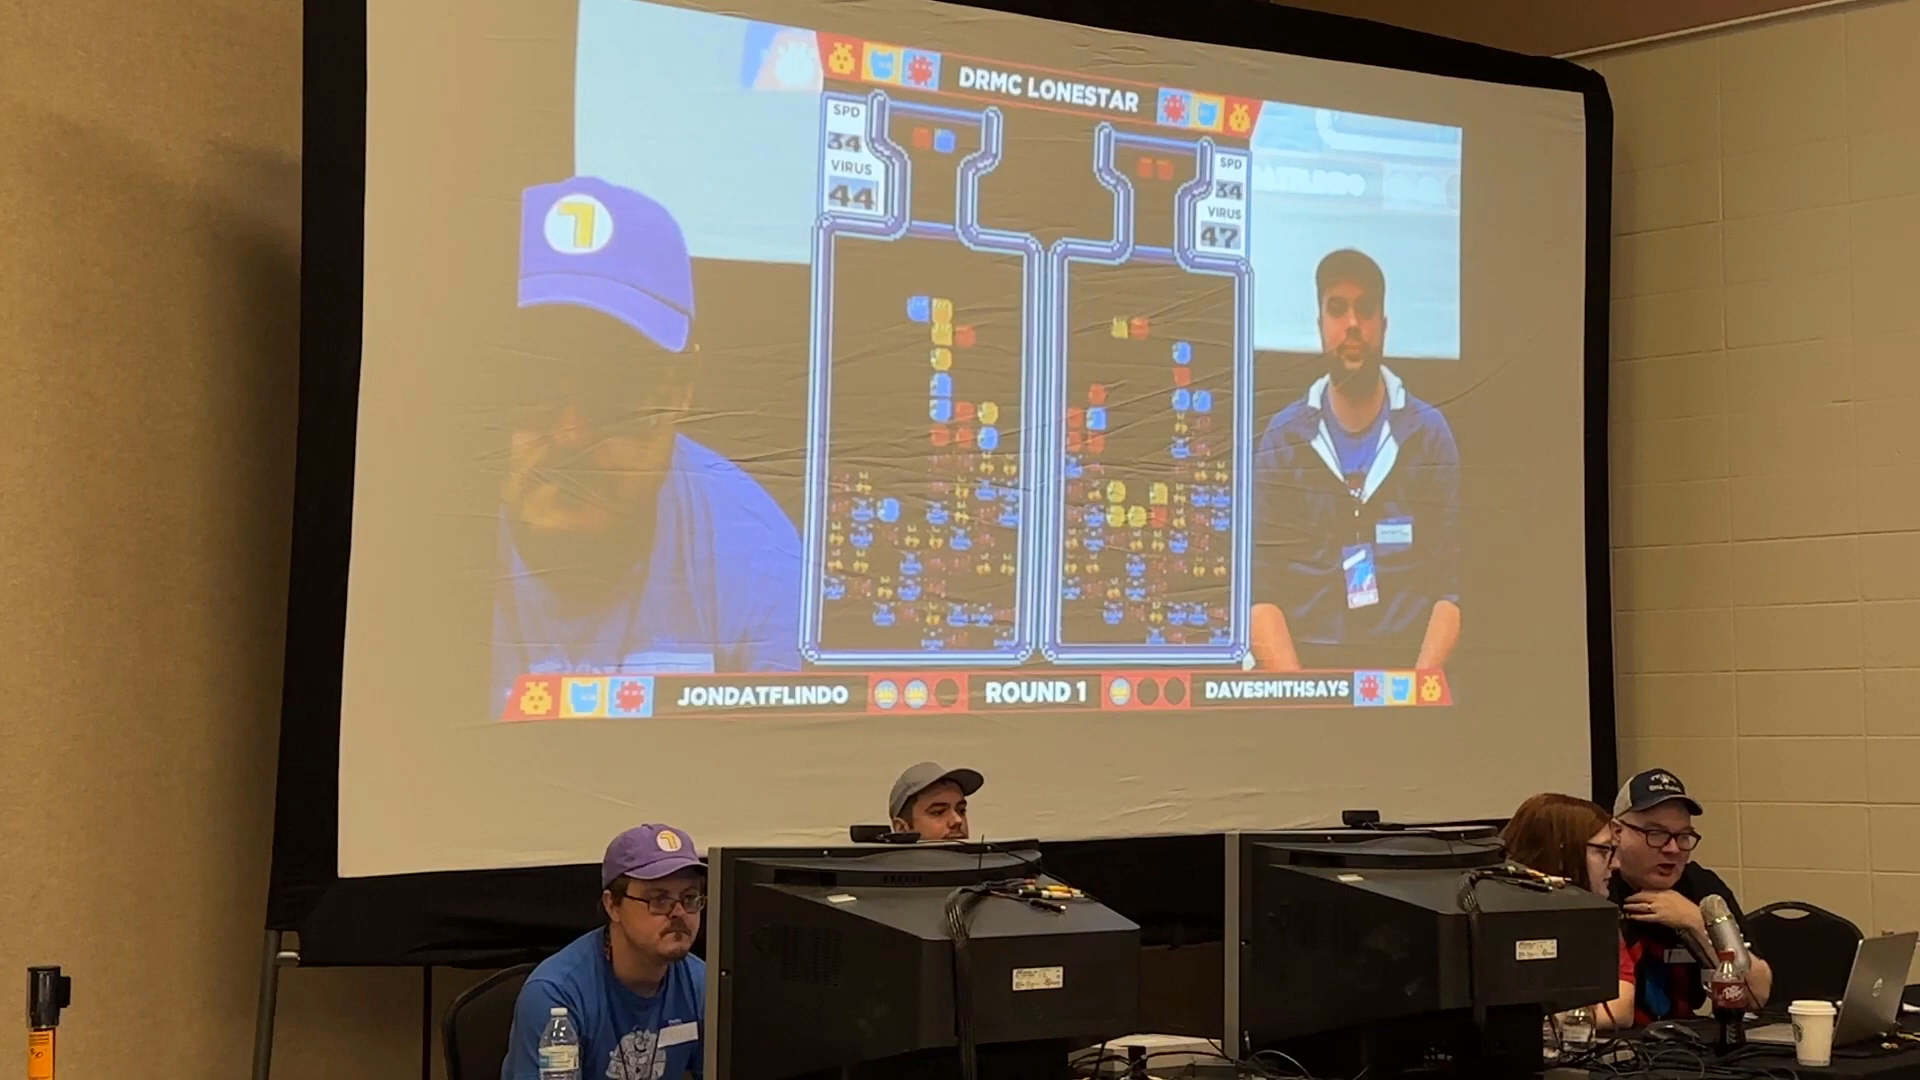 DRMC LONESTAR
SPD
34
VIRUS
44
SPD
34
VIRUS
47
JONDATFLINDO
ROUND 1
DAVESMITHSAYS